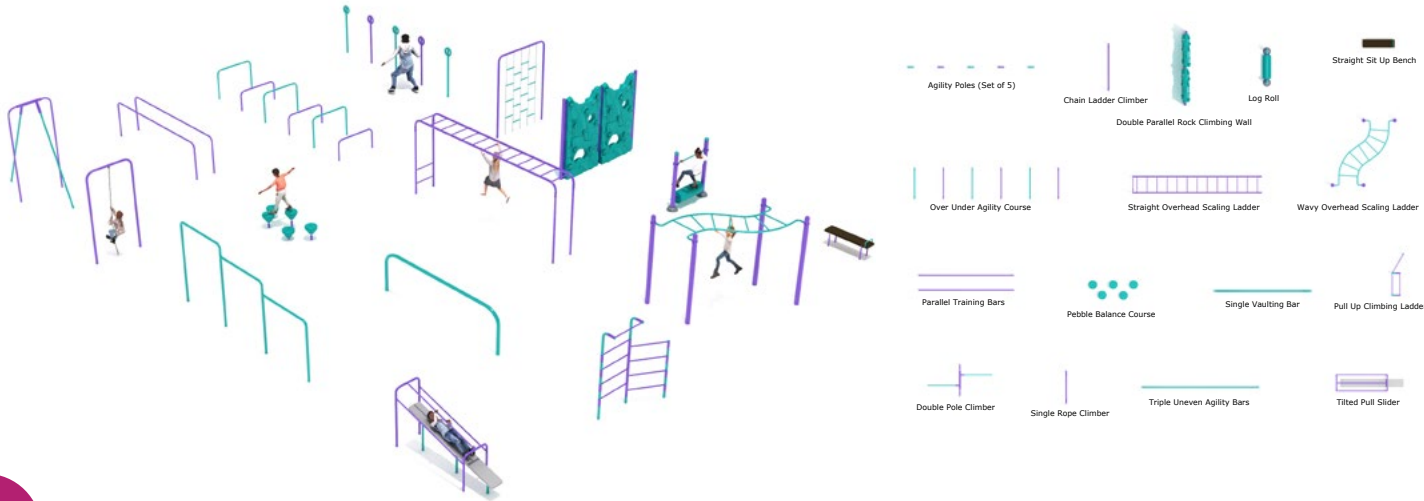 Straight Sit Up Bench
Agility Poles (Set of 5)
Chain Ladder Climber
Log Roll
Double Parallel Rock Climbing Wall
Over Under Agility Course
Straight Overhead Scaling Ladder
Wavy Overhead Scaling Ladder
Parallel Training Bars
Pebble Balance Course
Single Vaulting Bar
Pull Up Climbing Ladde
Double Pole Climber
Single Rope Climber
Triple Uneven Agility Bars
Tilted Pull Slider